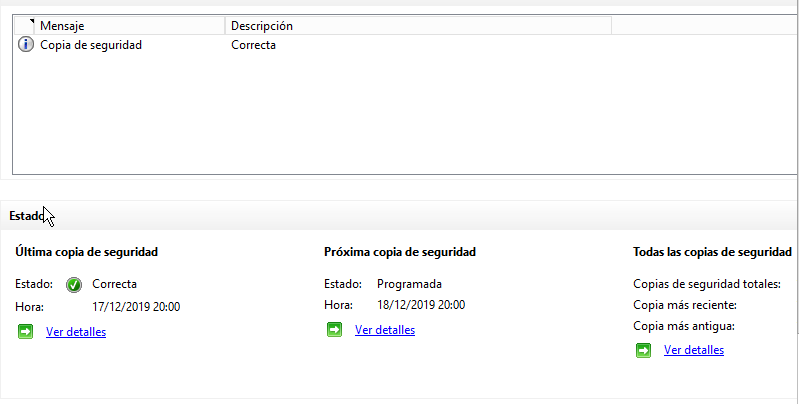 Mensaje Descripción
Copia de seguridad Correcta
Estado
Última copia de seguridad Próxima copia de seguridad Todas las copias de seguridad
Estado: Correcta Estado: Programada Copias de seguridad totales:
Hora: 17/12/2019 20:00 Hora: 18/12/2019 20:00 Copia más reciente:
Copia más antigua:
Ver detalles Ver detalles Ver detalles